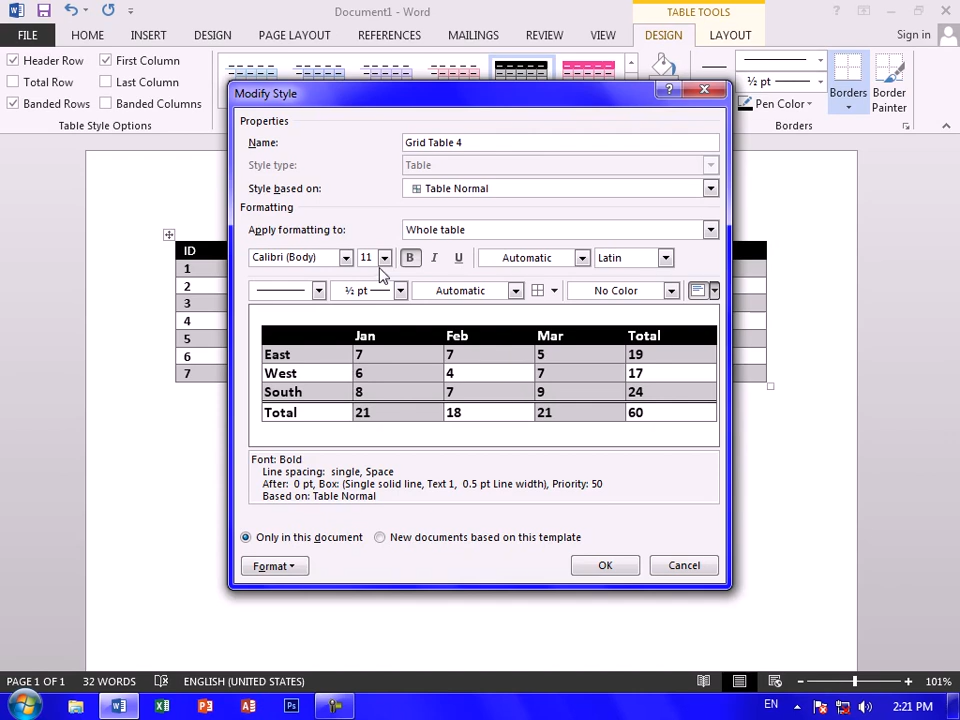 Document1 - Word
TABLE TOOLS
FILE HOME INSERT DESIGN PAGE LAYOUT REFERENCES MAILINGS REVIEW VIEW DESIGN LAYOUT Sign in
Header Row First Column
Total Row Last Column
Banded Rows Banded Columns
Table Style Options
½ pt
Pen Color
Borders
Border Painter
Borders
Modify Style
Properties
Name: Grid Table 4
Style type: Table
Style based on: Table Normal
Formatting
Apply formatting to: Whole table
Calibri (Body) 11 B I U Automatic Latin
½ pt Automatic No Color
Jan Feb Mar Total
East 7 7 5 19
West 6 4 7 17
South 8 7 9 24
Total 21 18 21 60
Font: Bold
Line spacing: single, Space
After: 0 pt, Box: (Single solid line, Text 1, 0.5 pt Line width), Priority: 50
Based on: Table Normal
Only in this document New documents based on this template
Format OK Cancel
ID
1
2
3
4
5
6
7
PAGE 1 OF 1 32 WORDS ENGLISH (UNITED STATES) 101%
EN 2:21 PM